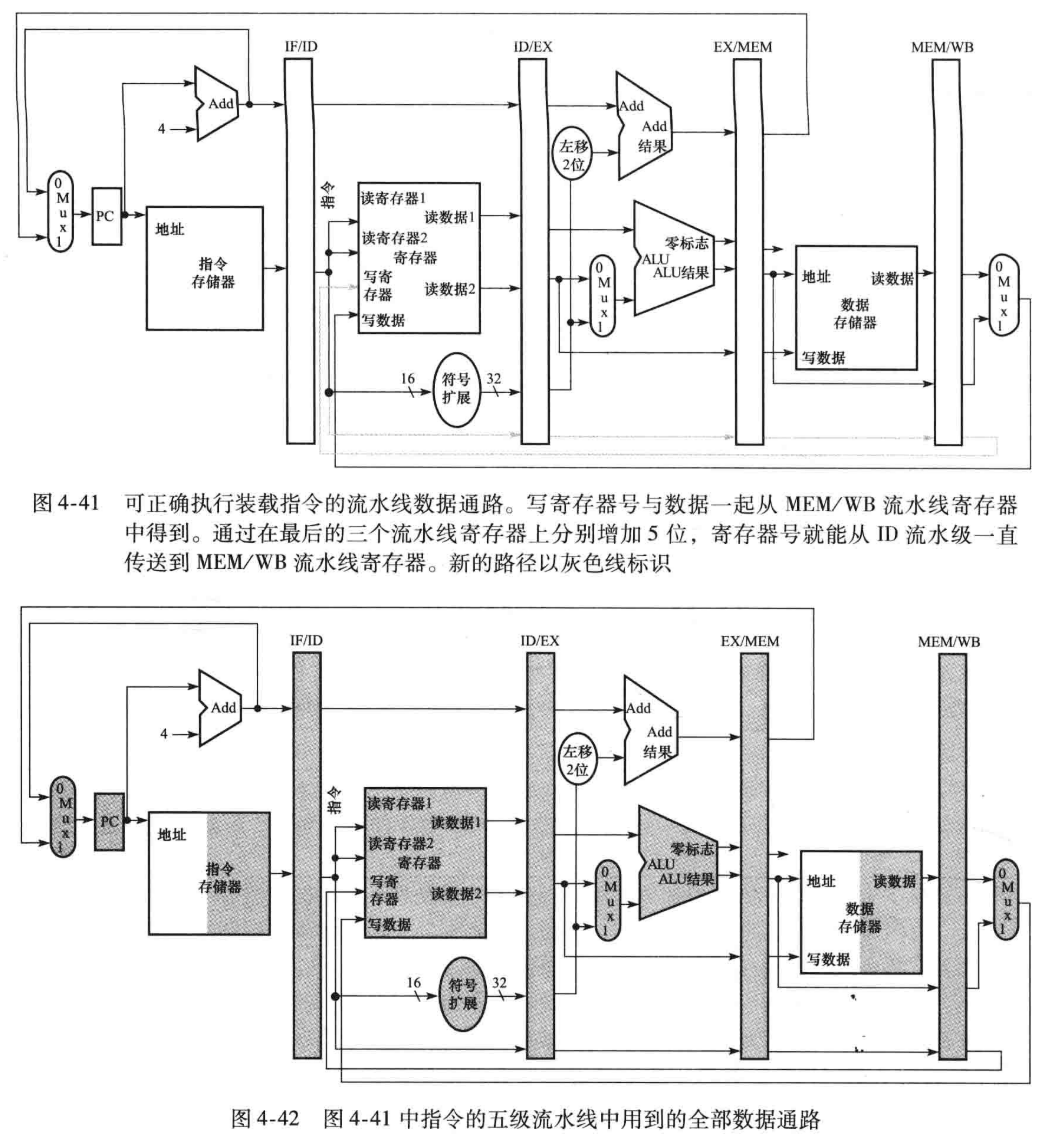 IF/ID ID/EX EX/MEM MEM/WB
Add
4
Add
Add
结果
左移
2位
0
M
u
x
1
PC
地址
指令
存储器
指令
读寄存器1
读数据1
读寄存器2
寄存器
写寄
存器
读数据2
写数据
0
M
u
x
1
零标志
ALU
ALU结果
地址
读数据
数据
存储器
写数据
0
M
u
x
1
16
符号
扩展
32
图 4-41 可正确执行装载指令的流水线数据通路。写寄存器号与数据一起从 MEM/WB 流水线寄存器
中得到。通过在最后的三个流水线寄存器上分别增加 5 位，寄存器号就能从 ID 流水级一直
传送到 MEM/WB 流水线寄存器。新的路径以灰色线标识
IF/ID ID/EX EX/MEM MEM/WB
Add
4
Add
Add
结果
左移
2位
0
M
u
x
1
PC
地址
指令
存储器
指令
读寄存器1
读数据1
读寄存器2
寄存器
写寄
存器
读数据2
写数据
0
M
u
x
1
零标志
ALU
ALU结果
地址
读数据
数据
存储器
写数据
0
M
u
x
1
16
符号
扩展
32
图 4-42 图 4-41 中指令的五级流水线中用到的全部数据通路